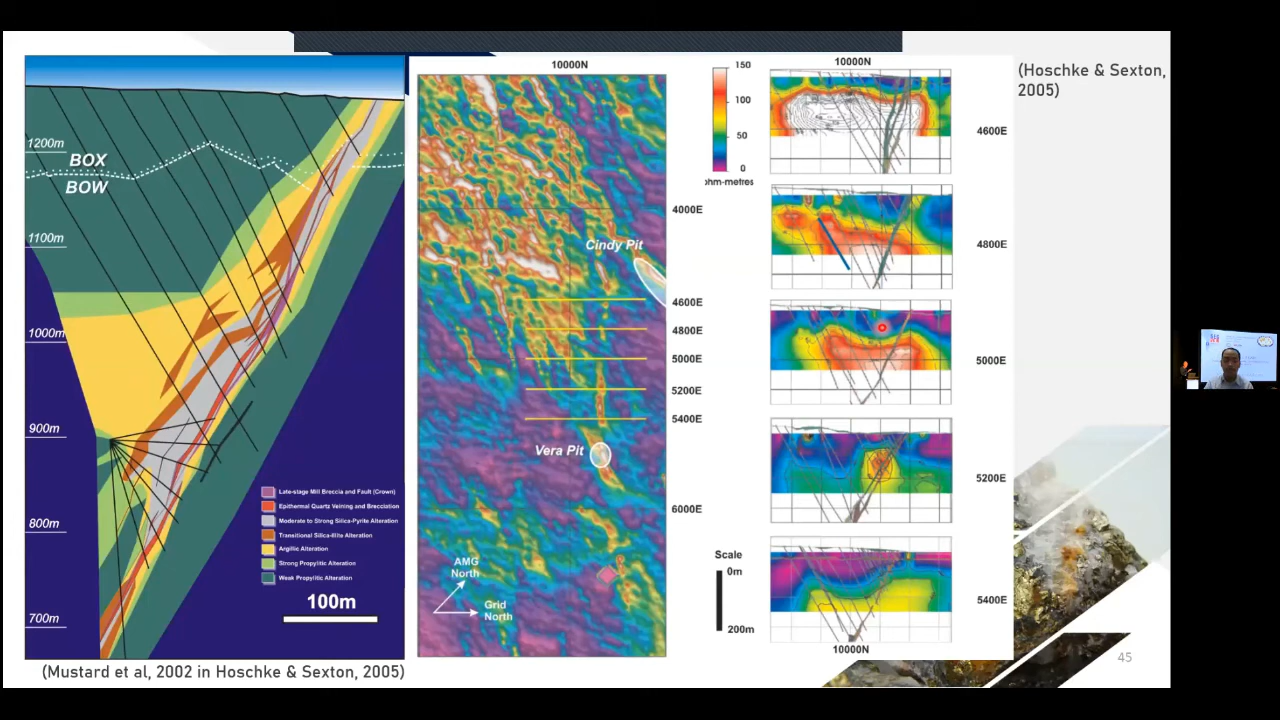 (Hoschke & Sexton,
2005)
1200m
BOX
BOW
1100m
1000m
900m
800m
700m
Late-stage Mill Breccia and Fault (Crown)
Epithermal Quartz Veining and Brecciation
Moderate to Strong Silica-Pyrite Alteration
Transitional Silica-Illite Alteration
Argillic Alteration
Strong Propylitic Alteration
Weak Propylitic Alteration
100m
(Mustard et al, 2002 in Hoschke & Sexton, 2005)
10000N
4000E
Cindy Pit
4600E
4800E
5000E
5200E
5400E
Vera Pit
6000E
AMG
North
Grid
North
150
100
50
0
ohm-metres
10000N
4600E
4800E
5000E
5200E
5400E
10000N
Scale
0m
200m
45